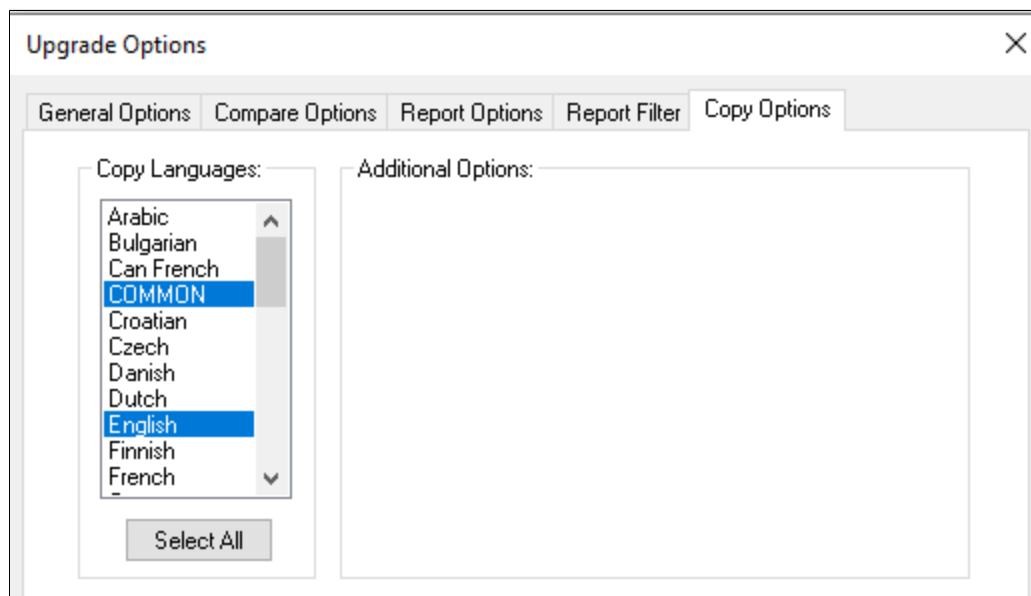 Upgrade Options
General Options Compare Options Report Options Report Filter Copy Options
Copy Languages: Additional Options:
Arabic
Bulgarian
Can French
COMMON
Croatian
Czech
Danish
Dutch
English
Finnish
French
Select All